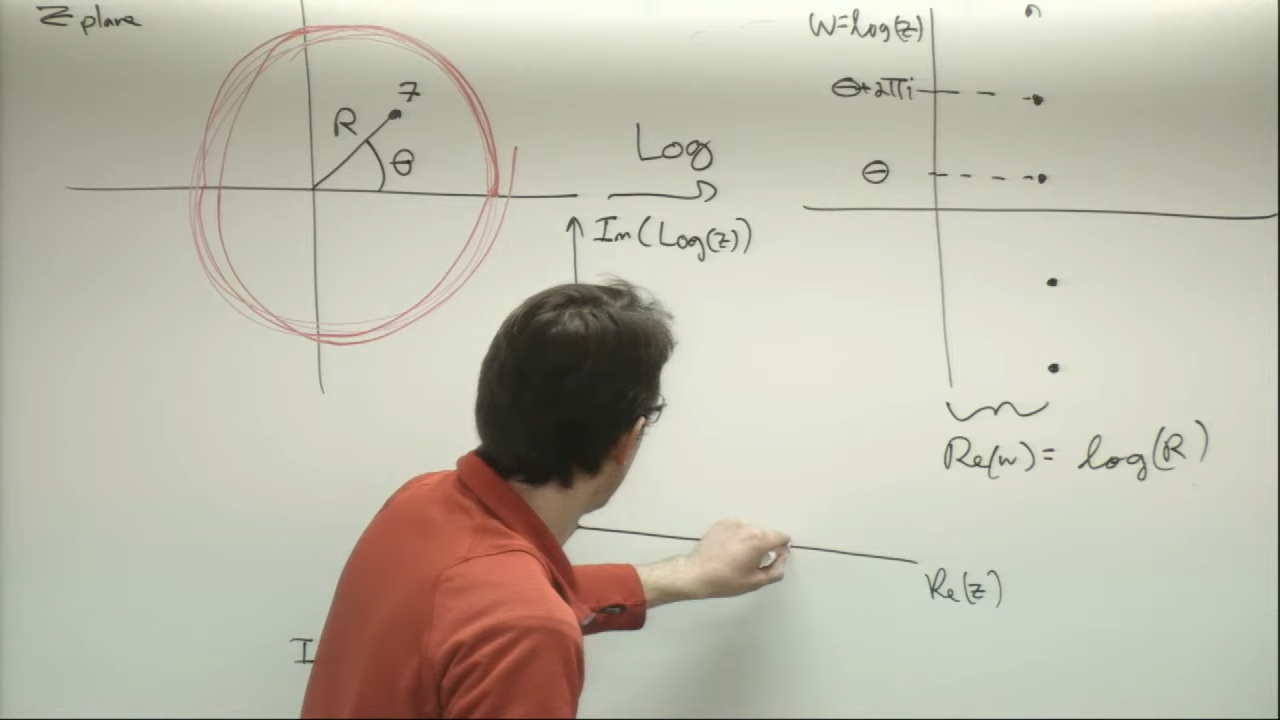 Z plane
R
z
θ
Log
W=log(z)
θ+2πi
θ
Im(Log(z))
Re(w) = log(R)
Re(z)
I